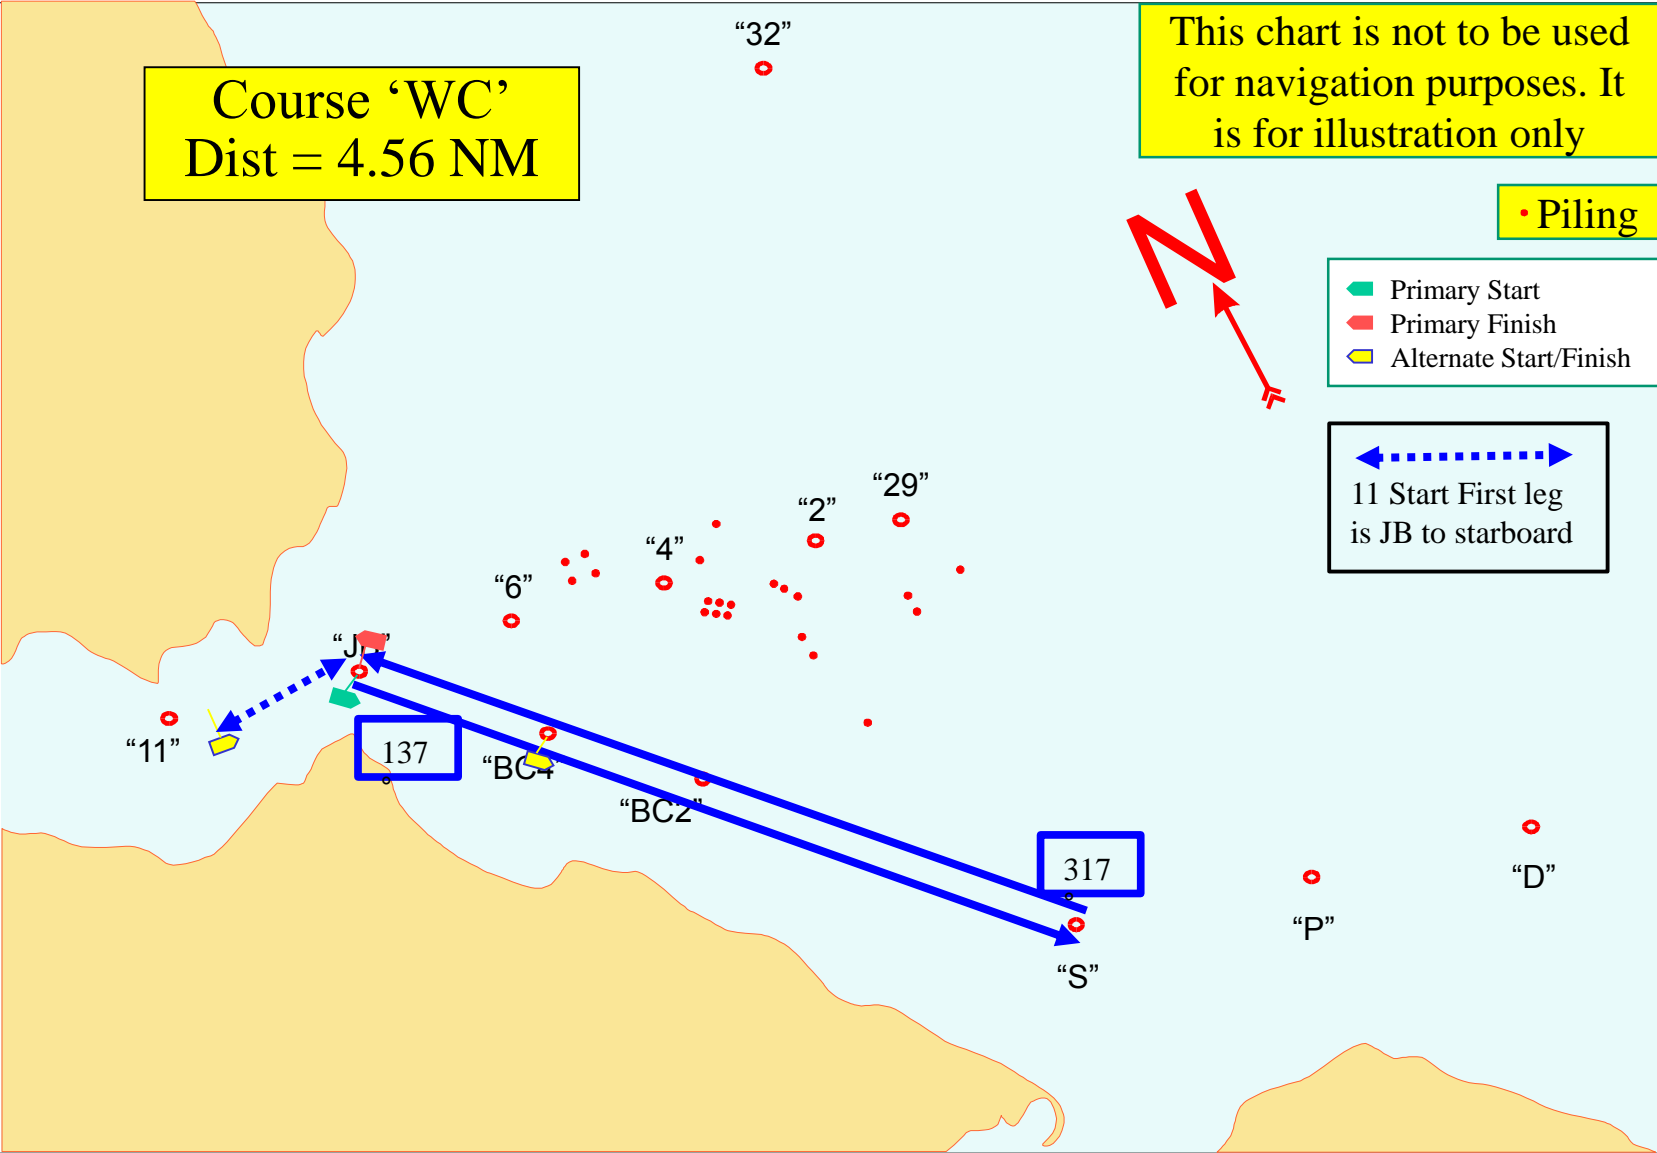 “32”
This chart is not to be used
for navigation purposes. It
is for illustration only
Course ‘WC’
Dist = 4.56 NM
N
Piling
Primary Start
Primary Finish
Alternate Start/Finish
11 Start First leg
is JB to starboard
“29”
“2”
“4”
“6”
“JB”
“11”
137°
“BC4”
“BC2”
317°
“D”
“P”
“S”